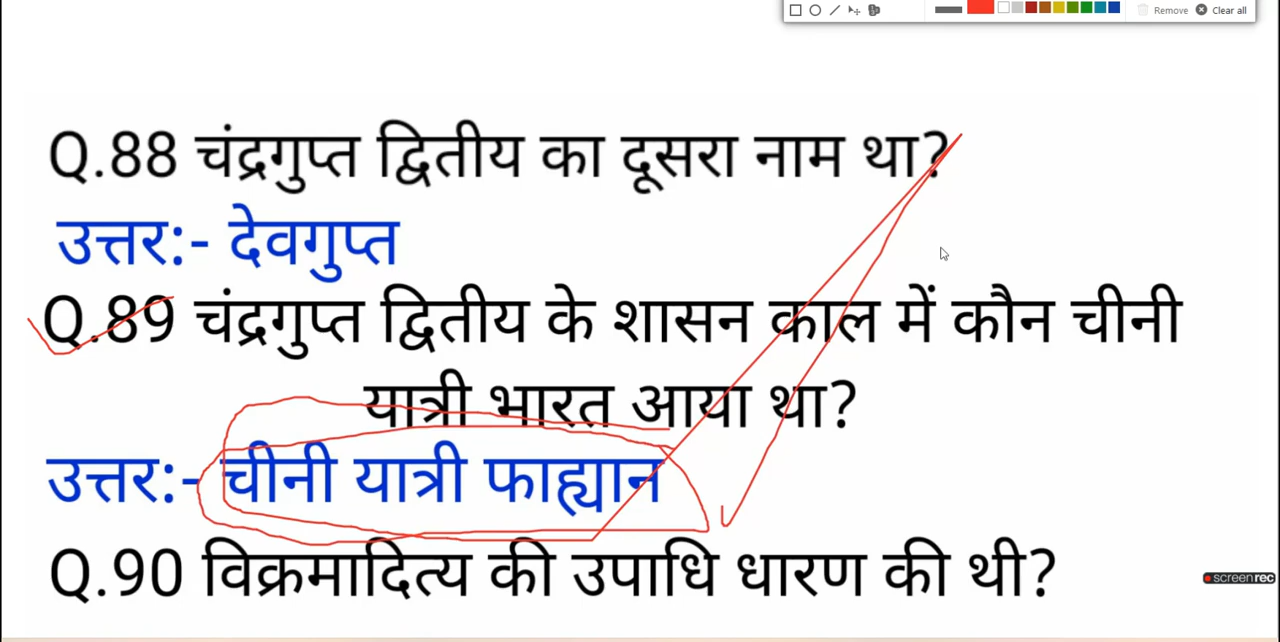 Remove Clear all
Q.88 चंद्रगुप्त द्वितीय का दूसरा नाम था?
उत्तर:- देवगुप्त
Q.89 चंद्रगुप्त द्वितीय के शासन काल में कौन चीनी
यात्री भारत आया था?
उत्तर:- चीनी यात्री फाह्यान
Q.90 विक्रमादित्य की उपाधि धारण की थी?
screenrec